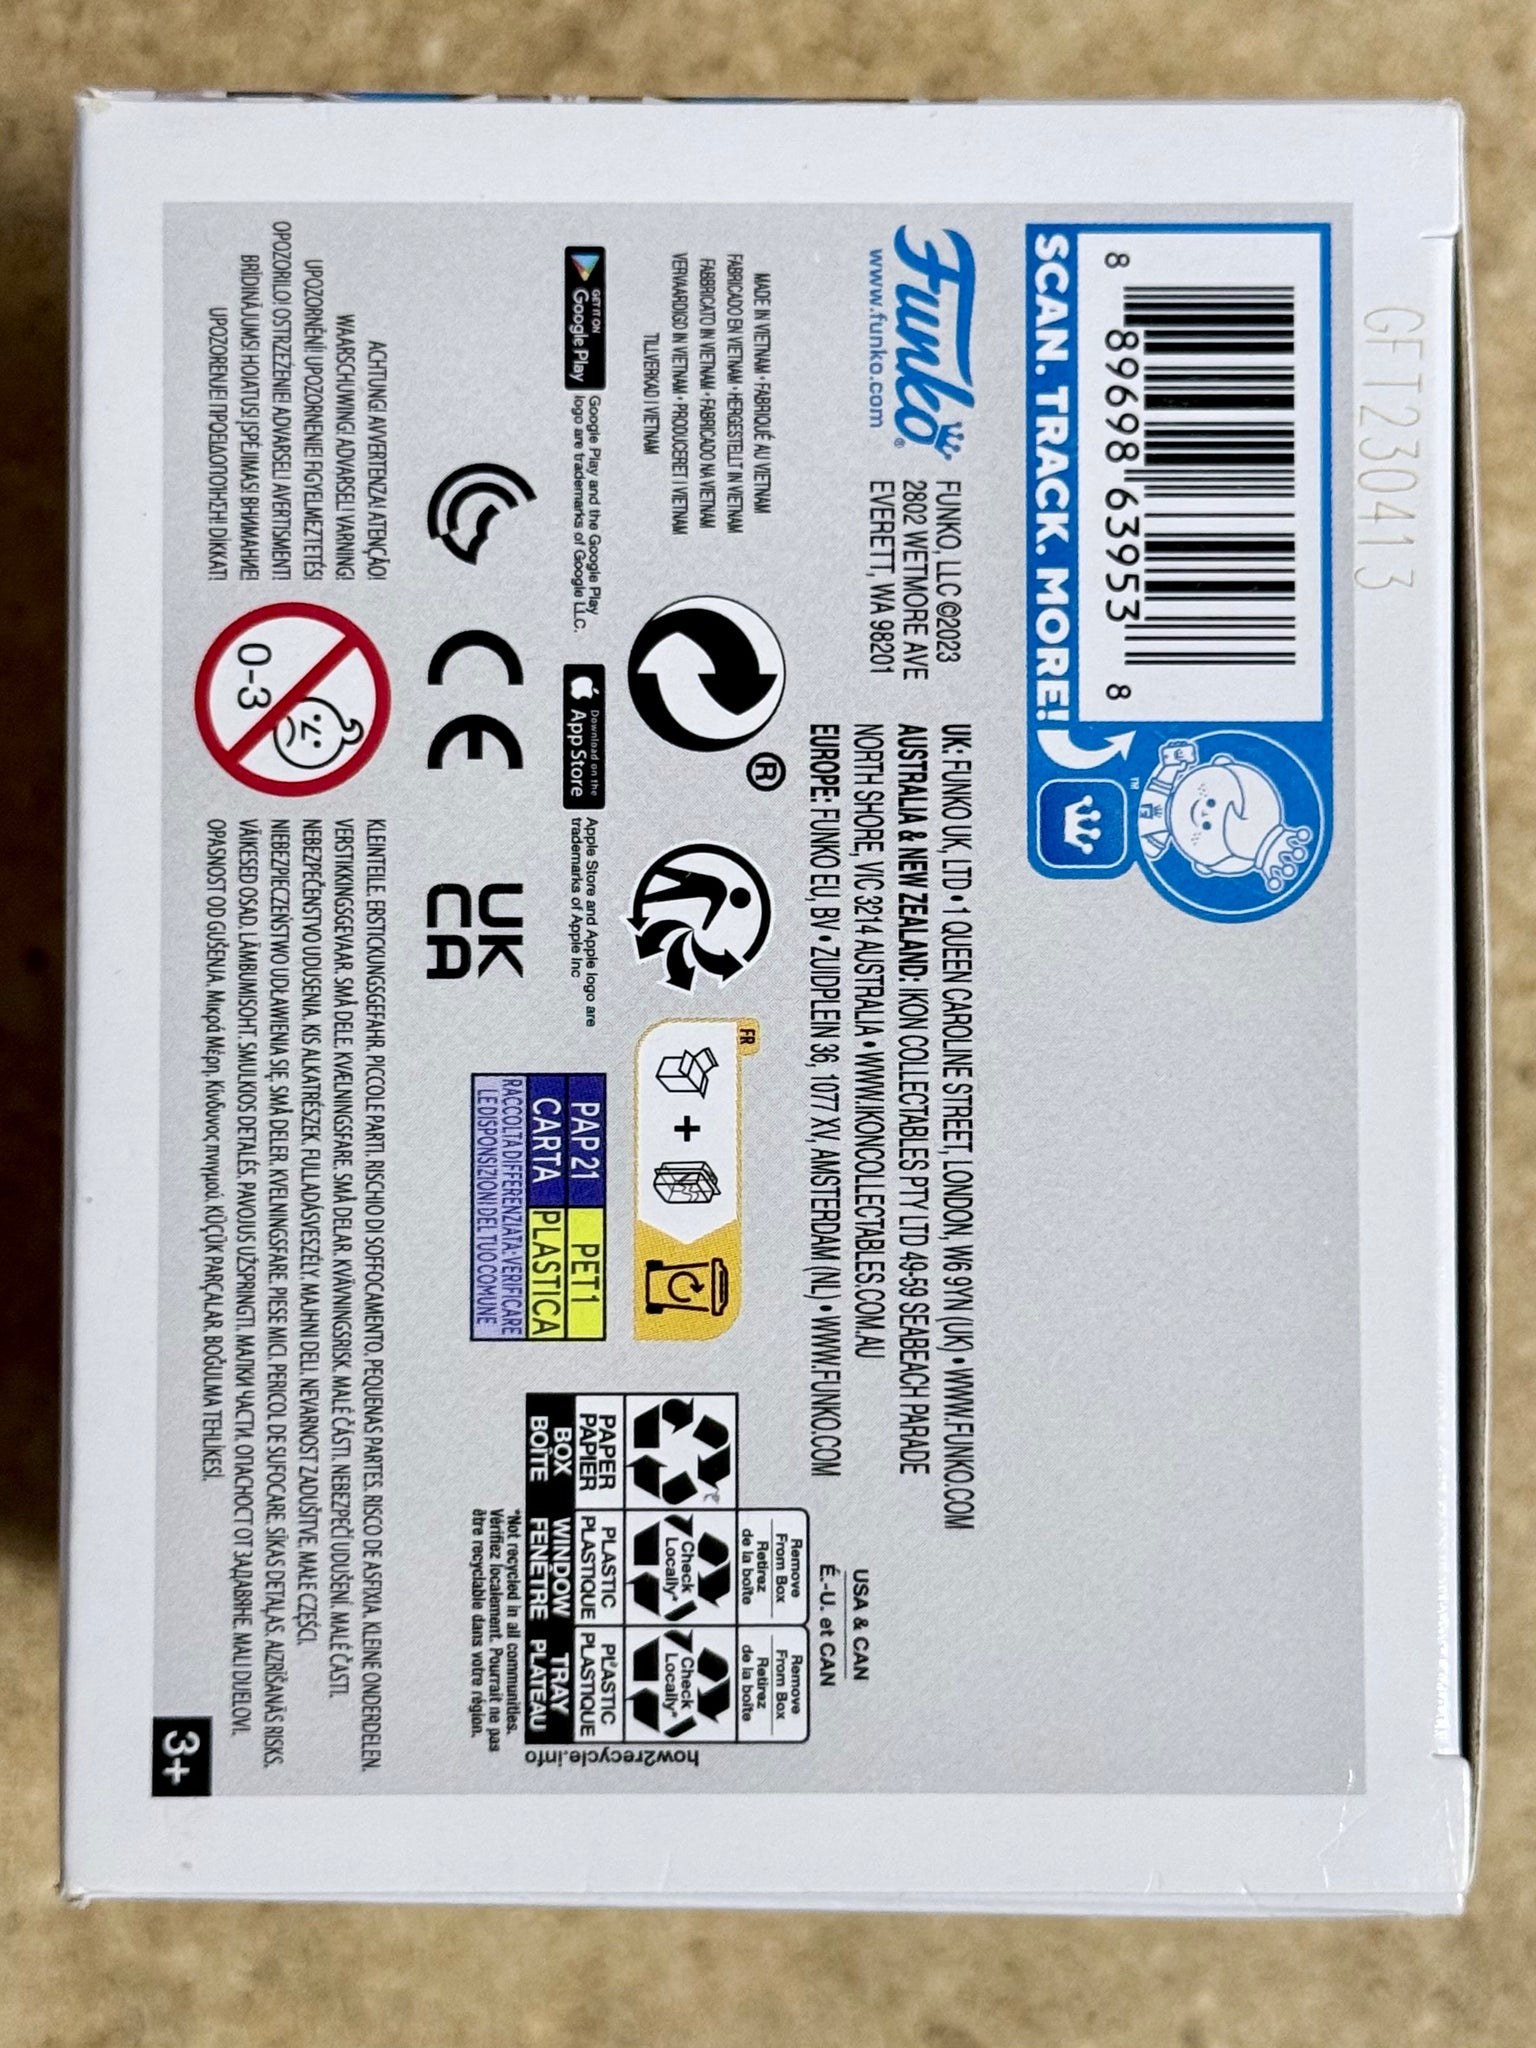 GFT230413
8 89698 63953 8
SCAN. TRACK. MORE!
™
Funko®
www.funko.com
FUNKO, LLC ©2023
2802 WETMORE AVE
EVERETT, WA 98201
UK: FUNKO UK, LTD • 1 QUEEN CAROLINE STREET, LONDON, W6 9YN (UK) • WWW.FUNKO.COM
AUSTRALIA & NEW ZEALAND: IKON COLLECTABLES PTY LTD 49-59 SEABEACH PARADE
NORTH SHORE, VIC 3214 AUSTRALIA • WWW.IKONCOLLECTABLES.COM.AU
EUROPE: FUNKO EU, BV • ZUIDPLEIN 36, 1077 XV, AMSTERDAM (NL) • WWW.FUNKO.COM
MADE IN VIETNAM • FABRIQUÉ AU VIETNAM
FABRICADO EN VIETNAM • HERGESTELLT IN VIETNAM
FABBRICATO IN VIETNAM • FABRICADO NA VIETNAM
VERVAARDIGD IN VIETNAM • PRODUCERET I VIETNAM
TILLVERKAD I VIETNAM
®
FR
+
USA & CAN
É.-U. et CAN
Remove
From Box
Retirez
de la boîte
Remove
From Box
Retirez
de la boîte
Check
Locally*
Check
Locally*
PAPER
PAPIER
PLASTIC
PLASTIQUE
PLASTIC
PLASTIQUE
BOX
BOÎTE
WINDOW
FENÊTRE
TRAY
PLATEAU
how2recycle.info
*Not recycled in all communities.
Vérifiez localement. Pourrait ne pas
être recyclable dans votre région.
GET IT ON
Google Play
Google Play and the Google Play
logo are trademarks of Google LLC.
Download on the
App Store
Apple Store and Apple logo are
trademarks of Apple Inc
PAP 21
PET 1
CARTA
PLASTICA
RACCOLTA DIFFERENZIATA: VERIFICARE
LE DISPONSIZIONI DEL TUO COMUNE
CE
UK
CA
ACHTUNG! AVVERTENZA! ATENÇÃO!
WAARSCHUWING! ADVARSEL! VARNING!
UPOZORNĚNÍ! UPOZORNENIE! FIGYELMEZTETÉS!
OPOZORILO! OSTRZEŻENIE! ADVARSEL! AVERTISMENT!
BRĪDINĀJUMS! HOIATUS! ĮSPĖJIMAS! ВНИМАНИЕ!
UPOZORENJE! ΠΡΟΕΙΔΟΠΟΙΗΣΗ! DİKKAT!
0-3
KLEINTEILE. ERSTICKUNGSGEFAHR. PICCOLE PARTI. RISCHIO DI SOFFOCAMENTO. PEQUENAS PARTES. RISCO DE ASFIXIA. KLEINE ONDERDELEN.
VERSTIKKINGSGEVAAR. SMÅ DELE. KVÆLNINGSFARE. SMÅ DELAR. KVÄVNINGSRISK. MALÉ ČÁSTI. NEBEZPEČÍ UDUŠENÍ. MALÉ ČASTI.
NEBEZPEČENSTVO UDUSENIA. KIS ALKATRÉSZEK. FULLADÁSVESZÉLY. MAJHNI DELI. NEVARNOST ZADUŠITVE. MAŁE CZĘŚCI.
NIEBEZPIECZEŃSTWO UDŁAWIENIA SIĘ. SMÅ DELER. KVELNINGSFARE. PIESE MICI. PERICOL DE SUFOCARE. SĪKAS DETAĻAS. AIZRĪŠANĀS RISKS.
VÄIKESED OSAD. LÄMBUMISOHT. SMULKIOS DETALĖS. PAVOJUS UŽSPRINGTI. МАЛКИ ЧАСТИ. ОПАСНОСТ ОТ ЗАДАВЯНЕ. MALI DIJELOVI.
OPASNOST OD GUŠENJA. Μικρά Μέρη. Κίνδυνος πνιγμού. KÜÇÜK PARÇALAR. BOĞULMA TEHLİKESİ.
3+